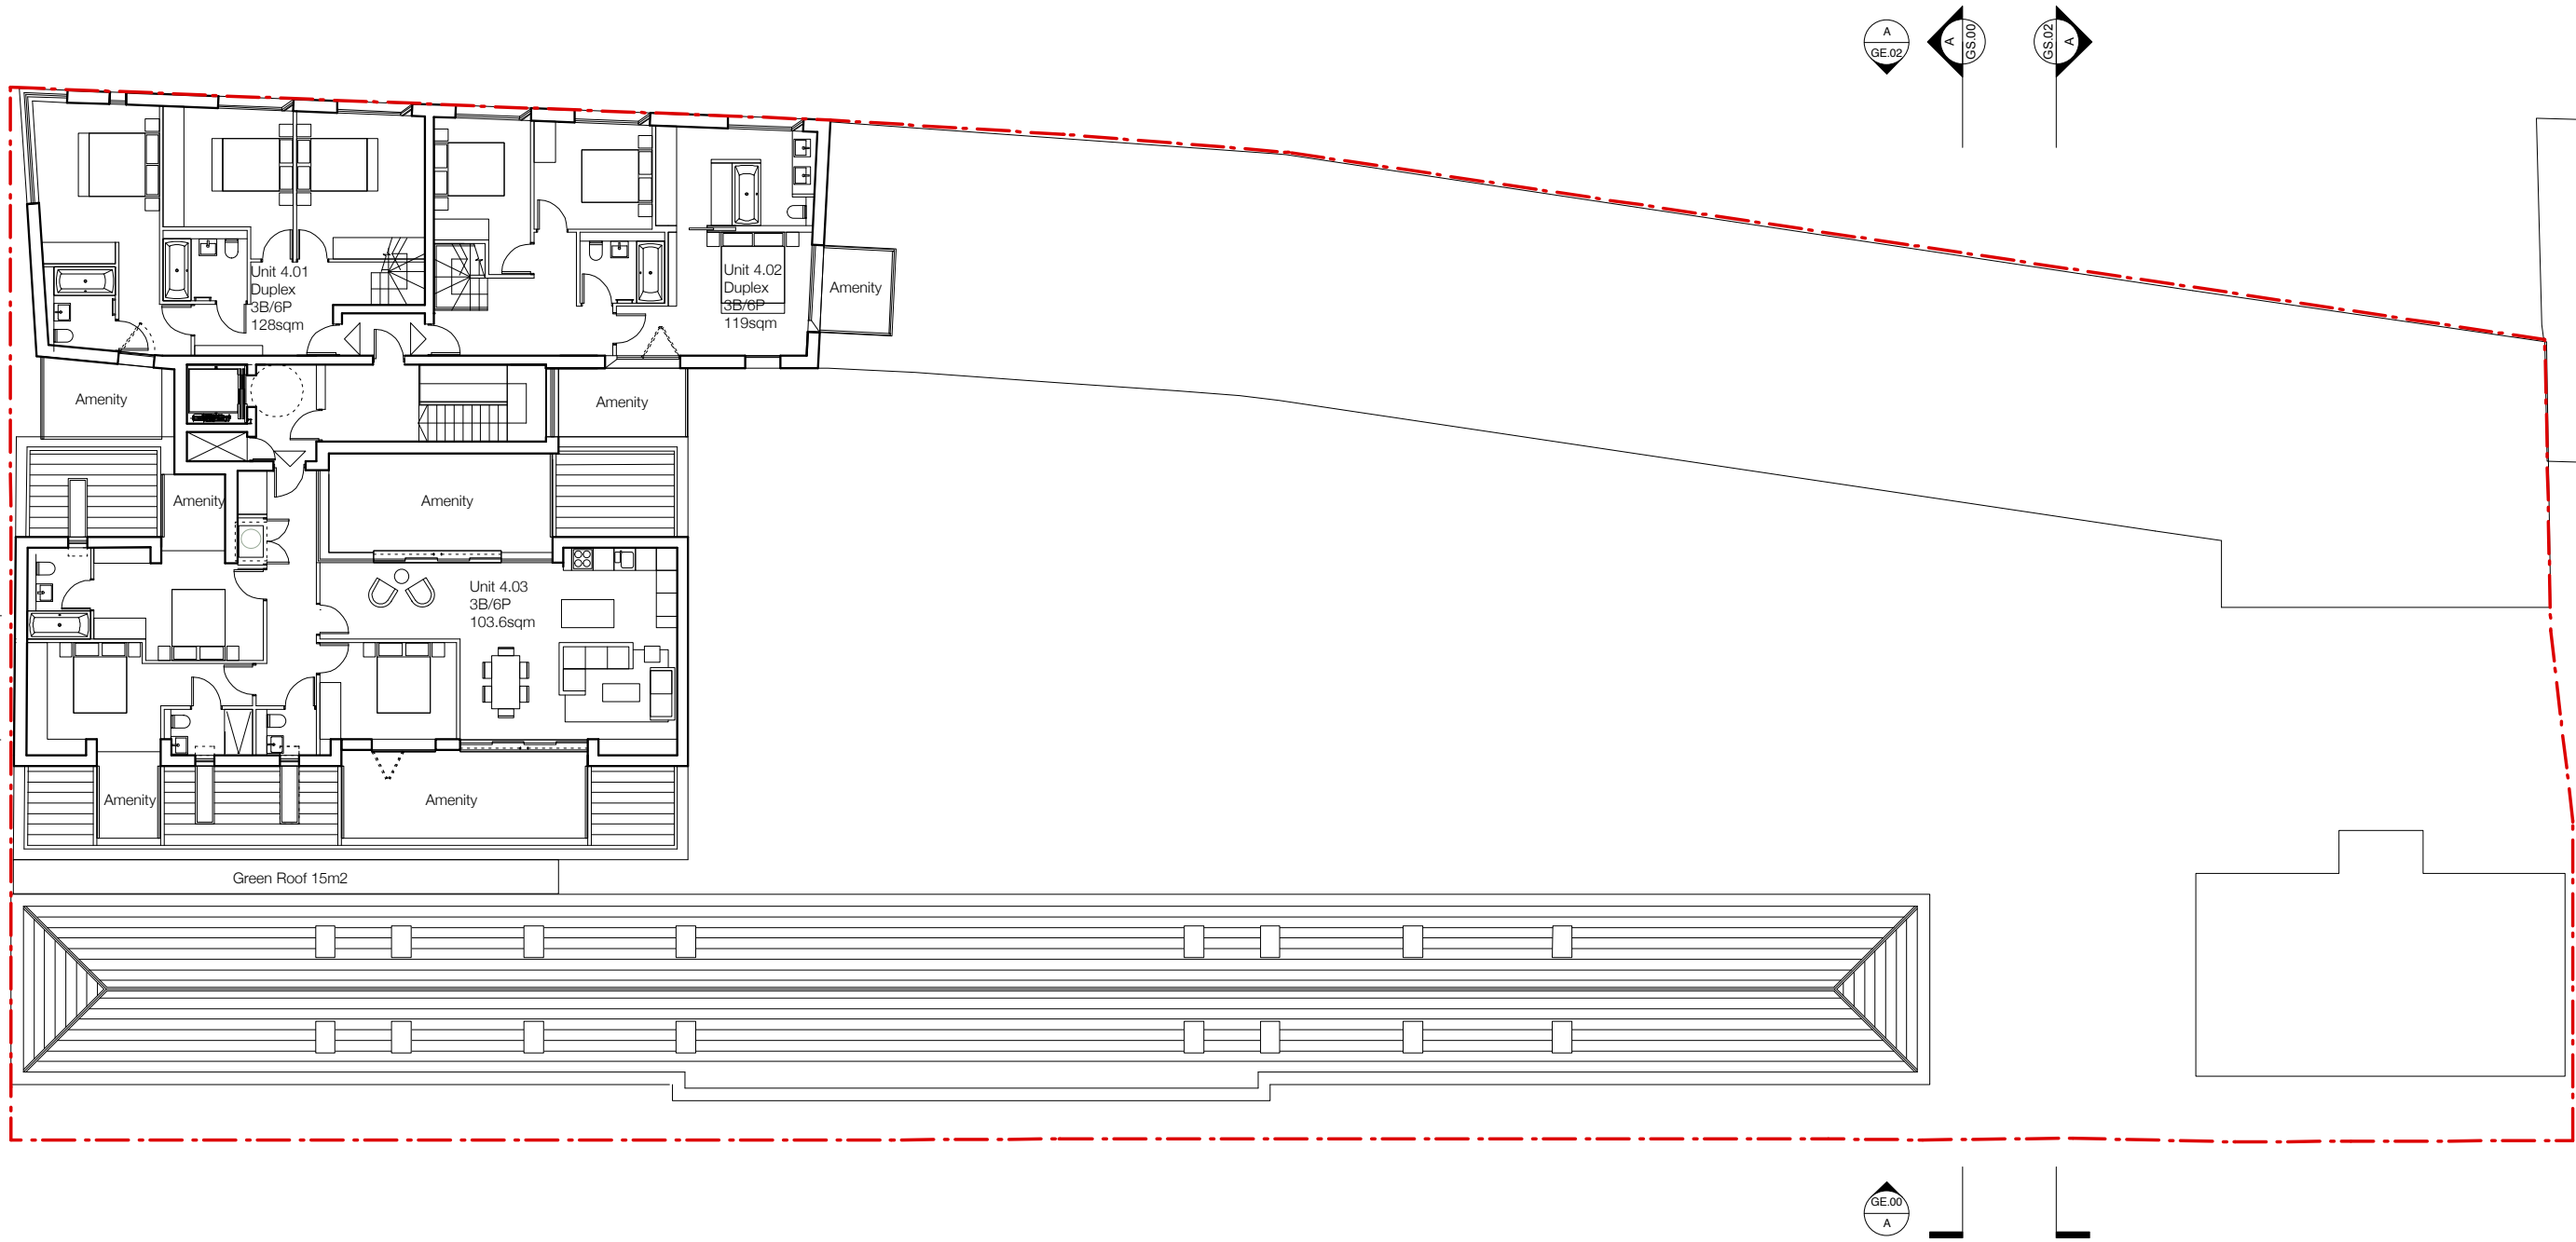 A
GE.02
A
GS.00
GS.02
A
Unit 4.01
Duplex
3B/6P
128sqm
Unit 4.02
Duplex
3B/6P
119sqm
Amenity
Amenity
Amenity
Amenity
Amenity
Unit 4.03
3B/6P
103.6sqm
Amenity
Amenity
Green Roof 15m2
GE.00
A